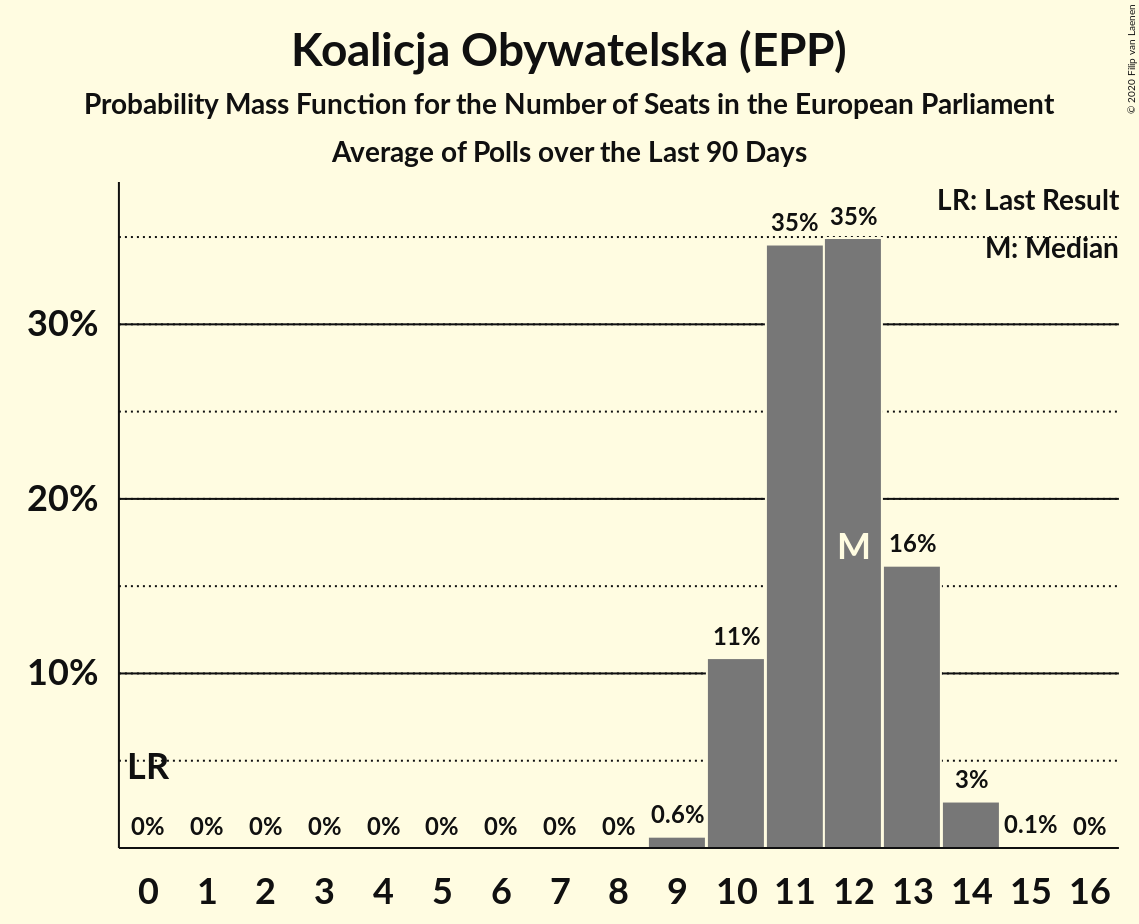 Koalicja Obywatelska (EPP)
Probability Mass Function for the Number of Seats in the European Parliament
Average of Polls over the Last 90 Days
© 2020 Filip van Laenen
LR: Last Result
M: Median
35% 35%
30%
20%
M 16%
11%
10%
LR
3%
0% 0% 0% 0% 0% 0% 0% 0% 0% 0.6% 0.1% 0%
0 1 2 3 4 5 6 7 8 9 10 11 12 13 14 15 16